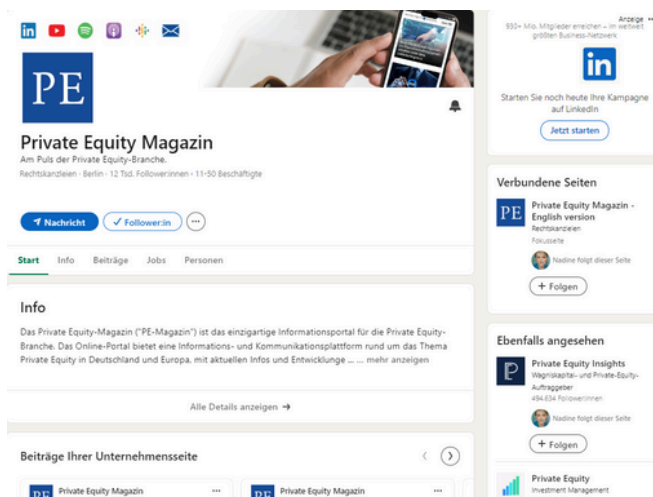 PE
Private Equity Magazin
Am Puls der Private Equity-Branche.
Rechtskanzleien · Berlin · 12 Tsd. Follower:innen · 11-50 Beschäftigte
Nachricht
Follower:in
Start Info Beiträge Jobs Personen
Info
Das Private Equity-Magazin ("PE-Magazin") ist das einzigartige Informationsportal für die Private Equity-
Branche. Das Online-Portal bietet eine Informations- und Kommunikationsplattform rund um das Thema
Private Equity in Deutschland und Europa, mit aktuellen Infos und Entwicklunge ... ... mehr anzeigen
Alle Details anzeigen →
Beiträge Ihrer Unternehmensseite
PE Private Equity Magazin ...
PE Private Equity Magazin ...
Anzeige ...
930+ Mio. Mitglieder erreichen – im weltweit
größten Business-Netzwerk
in
Starten Sie noch heute Ihre Kampagne
auf LinkedIn
Jetzt starten
Verbundene Seiten
PE
Private Equity Magazin -
English version
Rechtskanzleien
Fokusseite
Nadine folgt dieser Seite
+ Folgen
Ebenfalls angesehen
Private Equity Insights
Wagniskapital- und Private-Equity-
Auftraggeber
494.634 Follower:innen
Nadine folgt dieser Seite
+ Folgen
Private Equity
Investment Management